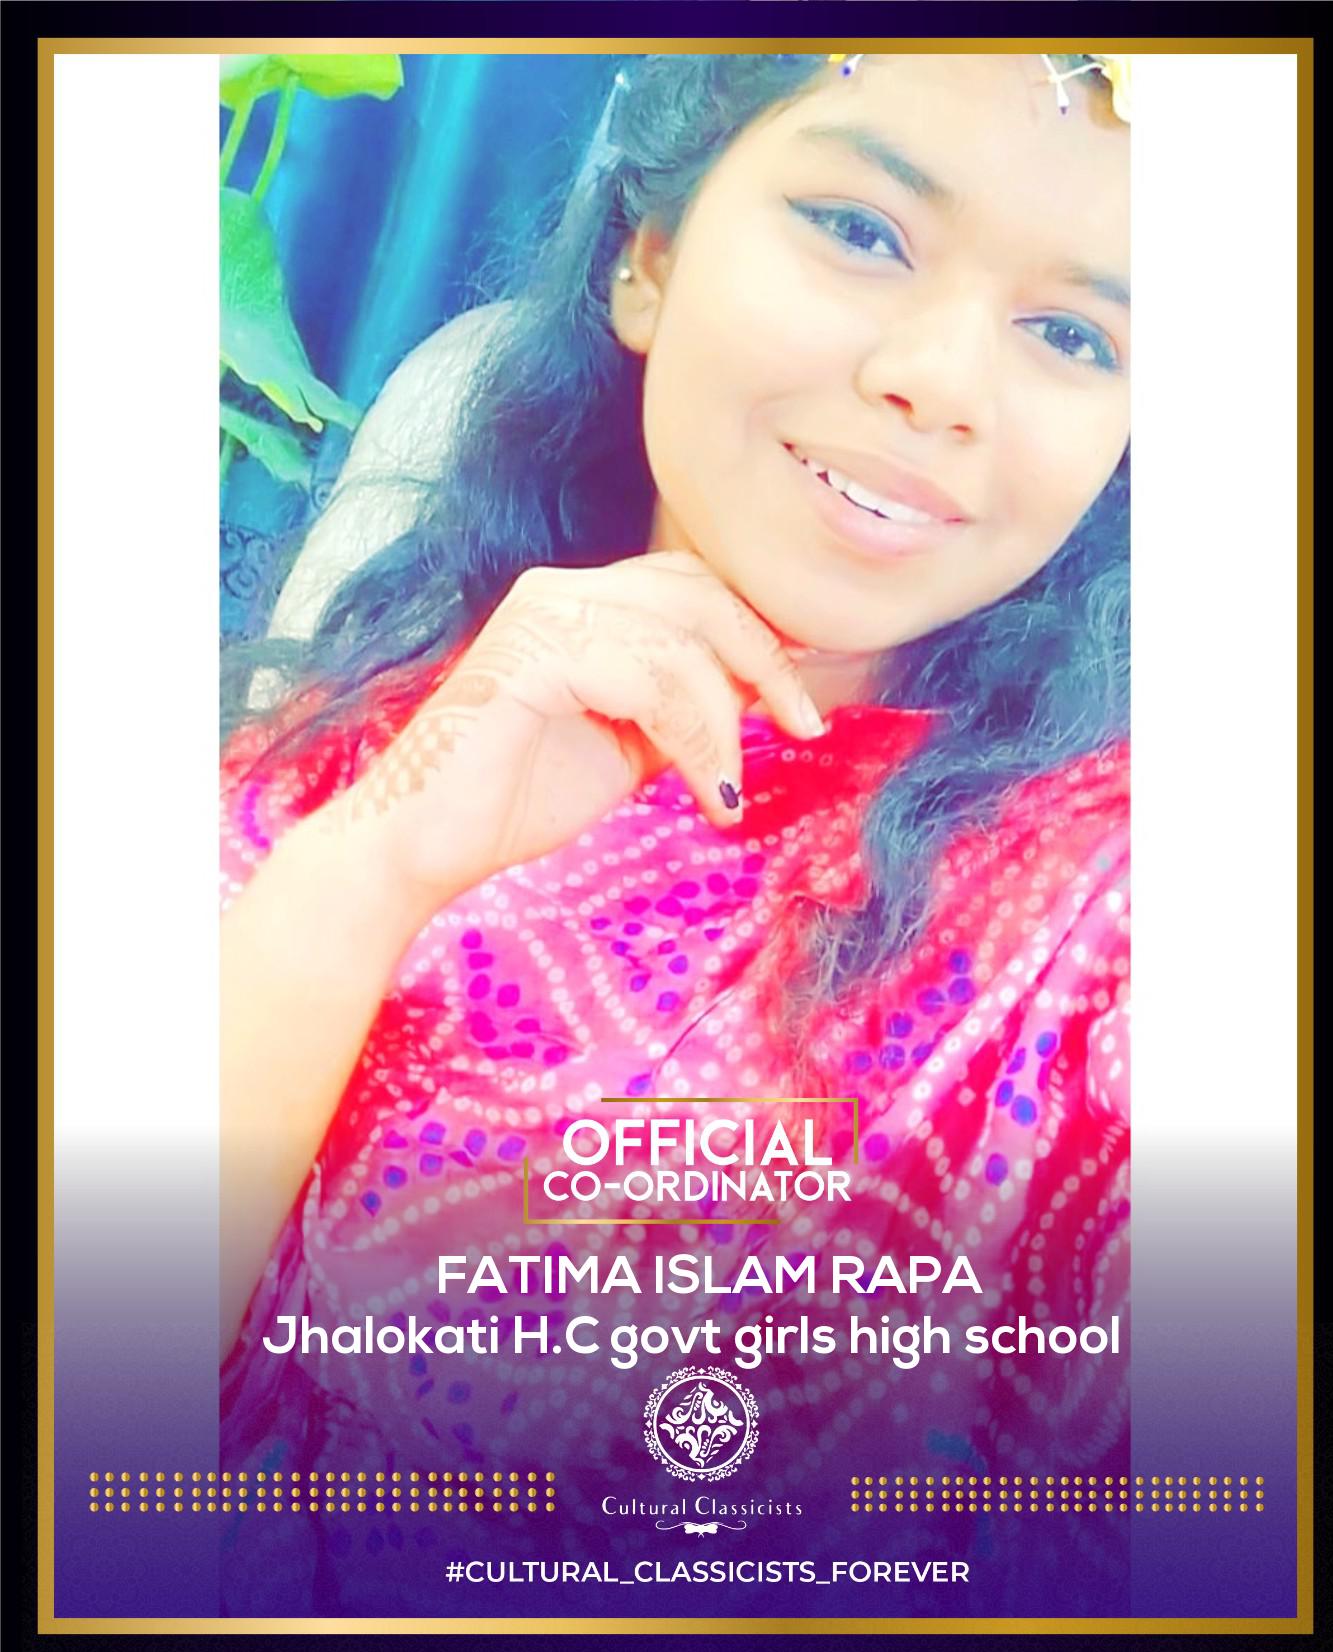 OFFICIAL
CO-ORDINATOR
FATIMA ISLAM RAPA
Jhalokati H.C govt girls high school
Cultural Classicists
#CULTURAL_CLASSICISTS_FOREVER